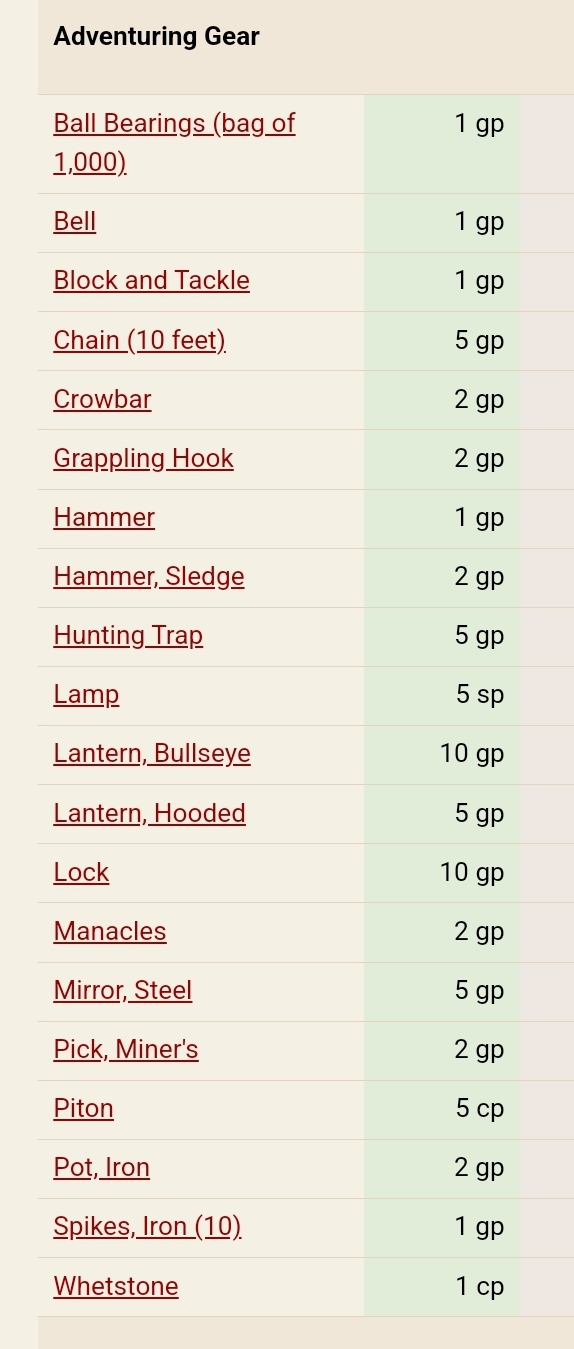 Adventuring Gear
Ball Bearings (bag of 1 gp
1,000)
Bell 1 gp
Block and Tackle 1 gp
Chain (10 feet) 5 gp
Crowbar 2 gp
Grappling Hook 2 gp
Hammer 1 gp
Hammer, Sledge 2 gp
Hunting Trap 5 gp
Lamp 5 sp
Lantern, Bullseye 10 gp
Lantern, Hooded 5 gp
Lock 10 gp
Manacles 2 gp
Mirror, Steel 5 gp
Pick, Miner's 2 gp
Piton 5 cp
Pot, Iron 2 gp
Spikes, Iron (10) 1 gp
Whetstone 1 cp